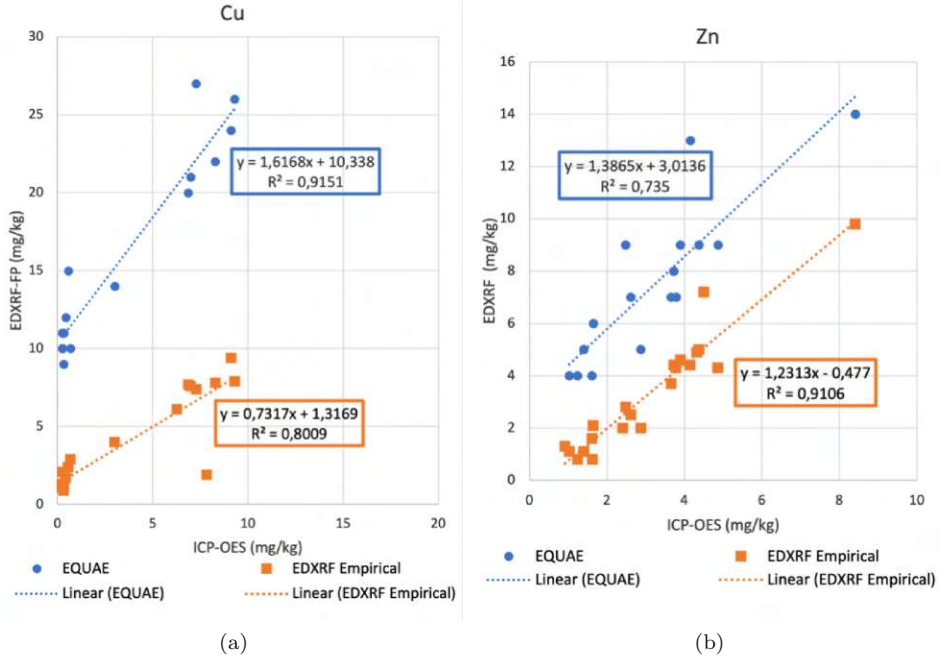 Cu
30
25
20
15
10
5
0
0 5 10 15 20
EDXRF-FP (mg/kg)
ICP-OES (mg/kg)
y = 1,6168x + 10,338
R² = 0,9151
y = 0,7317x + 1,3169
R² = 0,8009
EQUAE EDXRF Empirical
Linear (EQUAE) Linear (EDXRF Empirical)
(a)
Zn
16
14
12
10
8
6
4
2
0
0 2 4 6 8 10
EDXRF (mg/kg)
ICP-OES (mg/kg)
y = 1,3865x + 3,0136
R² = 0,735
y = 1,2313x - 0,477
R² = 0,9106
EQUAE EDXRF Empirical
Linear (EQUAE) Linear (EDXRF Empirical)
(b)